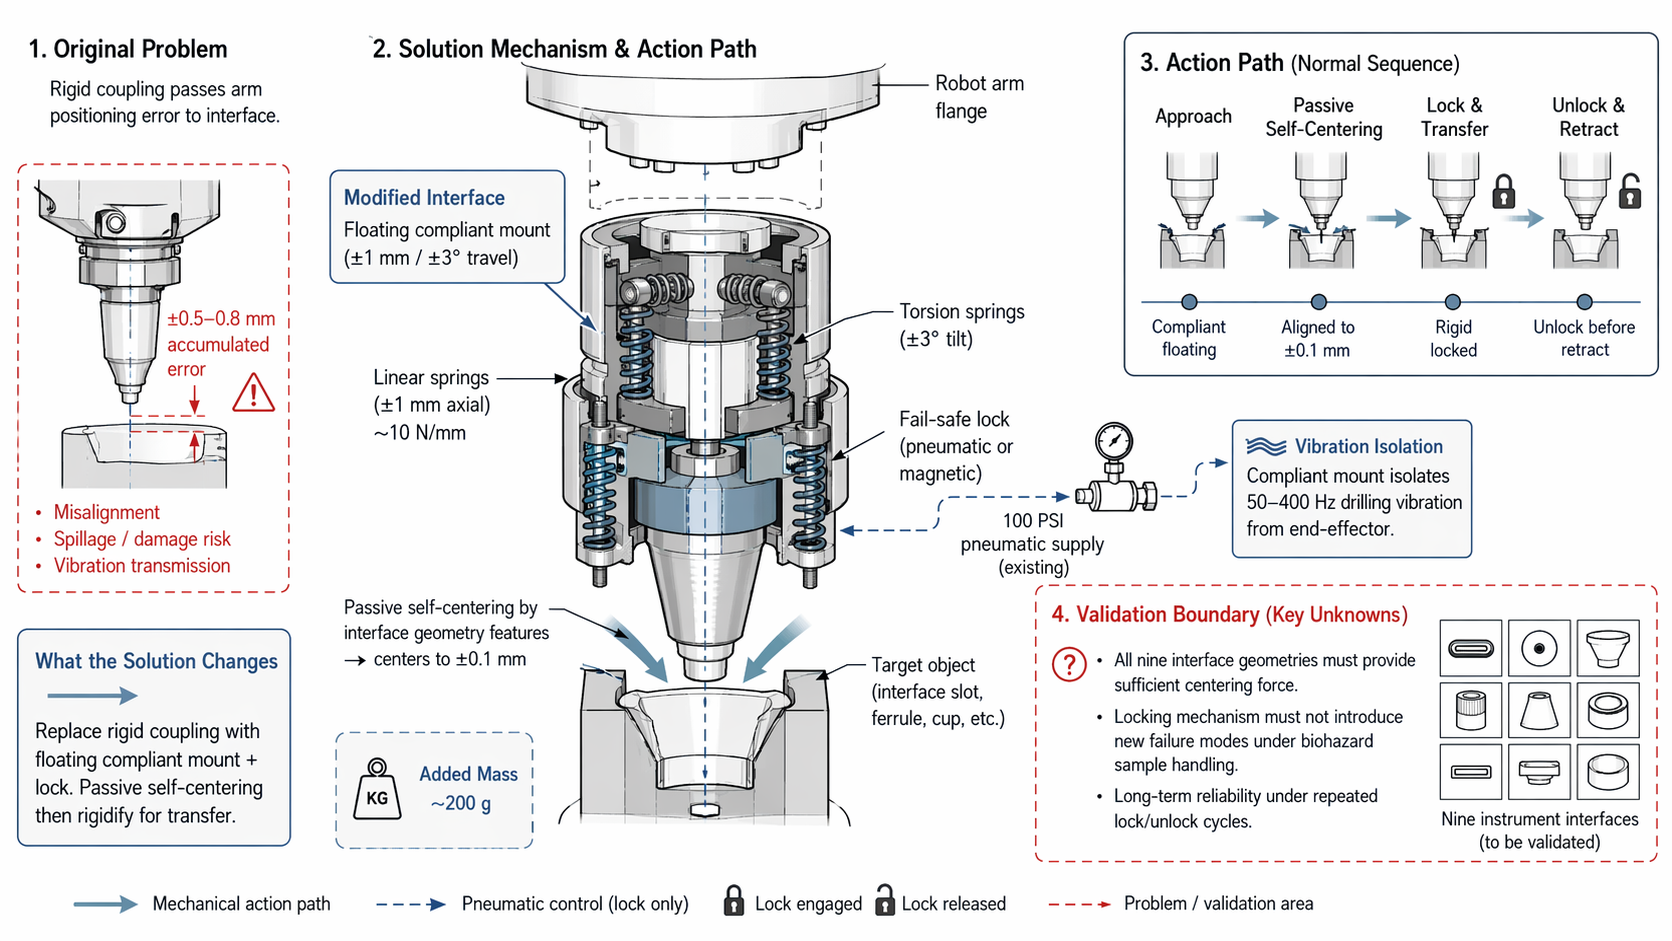 1. Original Problem
Rigid coupling passes arm
positioning error to interface.
±0.5–0.8 mm
accumulated
error
• Misalignment
• Spillage / damage risk
• Vibration transmission
What the Solution Changes
Replace rigid coupling with
floating compliant mount +
lock. Passive self-centering
then rigidify for transfer.
2. Solution Mechanism & Action Path
Robot arm
flange
Modified Interface
Floating compliant mount
(±1 mm / ±3° travel)
Torsion springs
(±3° tilt)
Linear springs
(±1 mm axial)
~10 N/mm
Fail-safe lock
(pneumatic or
magnetic)
100 PSI
pneumatic supply
(existing)
Passive self-centering by
interface geometry features
→ centers to ±0.1 mm
Target object
(interface slot,
ferrule, cup, etc.)
KG
Added Mass
~200 g
3. Action Path (Normal Sequence)
Approach
Passive
Self-Centering
Lock &
Transfer
Unlock &
Retract
Compliant
floating
Aligned to
±0.1 mm
Rigid
locked
Unlock before
retract
Vibration Isolation
Compliant mount isolates
50–400 Hz drilling vibration
from end-effector.
4. Validation Boundary (Key Unknowns)
?
• All nine interface geometries must provide
sufficient centering force.
• Locking mechanism must not introduce
new failure modes under biohazard
sample handling.
• Long-term reliability under repeated
lock/unlock cycles.
Nine instrument interfaces
(to be validated)
Mechanical action path
Pneumatic control (lock only)
Lock engaged
Lock released
Problem / validation area